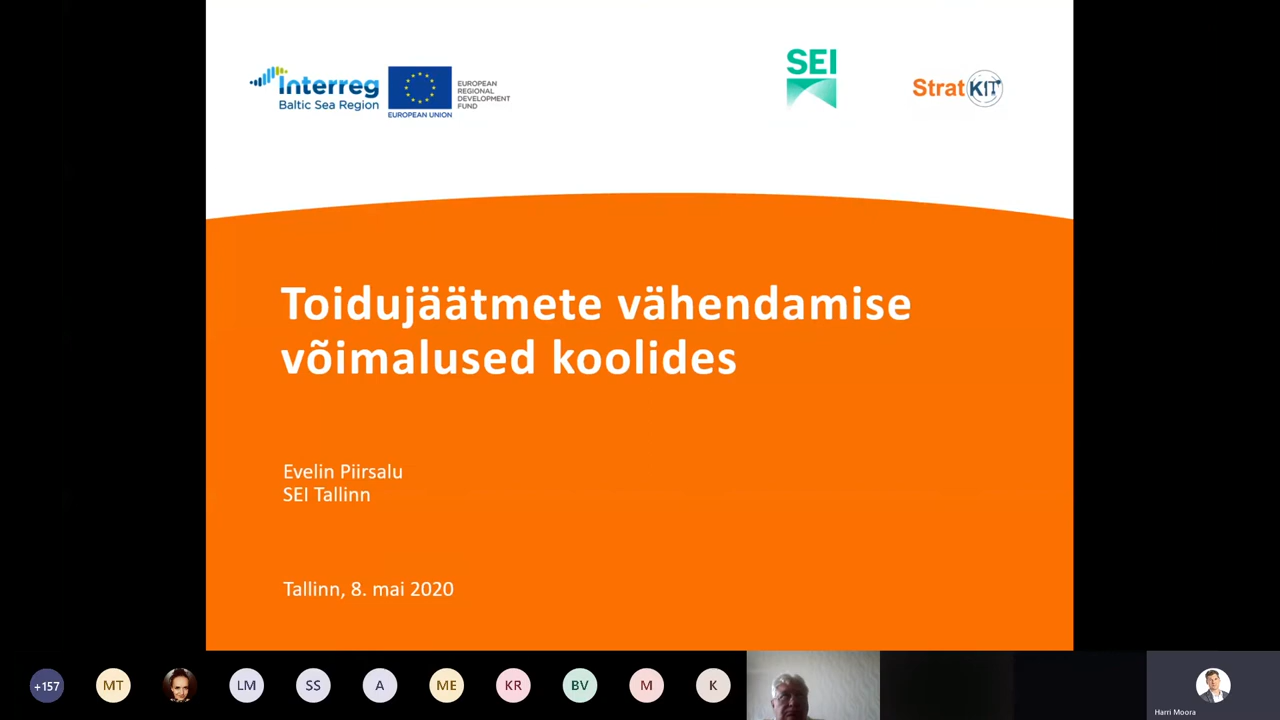 Interreg
Baltic Sea Region
EUROPEAN UNION
EUROPEAN
REGIONAL
DEVELOPMENT
FUND
SEI
StratKIT
Toidujäätmete vähendamise
võimalused koolides
Evelin Piirsalu
SEI Tallinn
Tallinn, 8. mai 2020
+157
MT
LM
SS
A
ME
KR
BV
M
K
Harri Moora